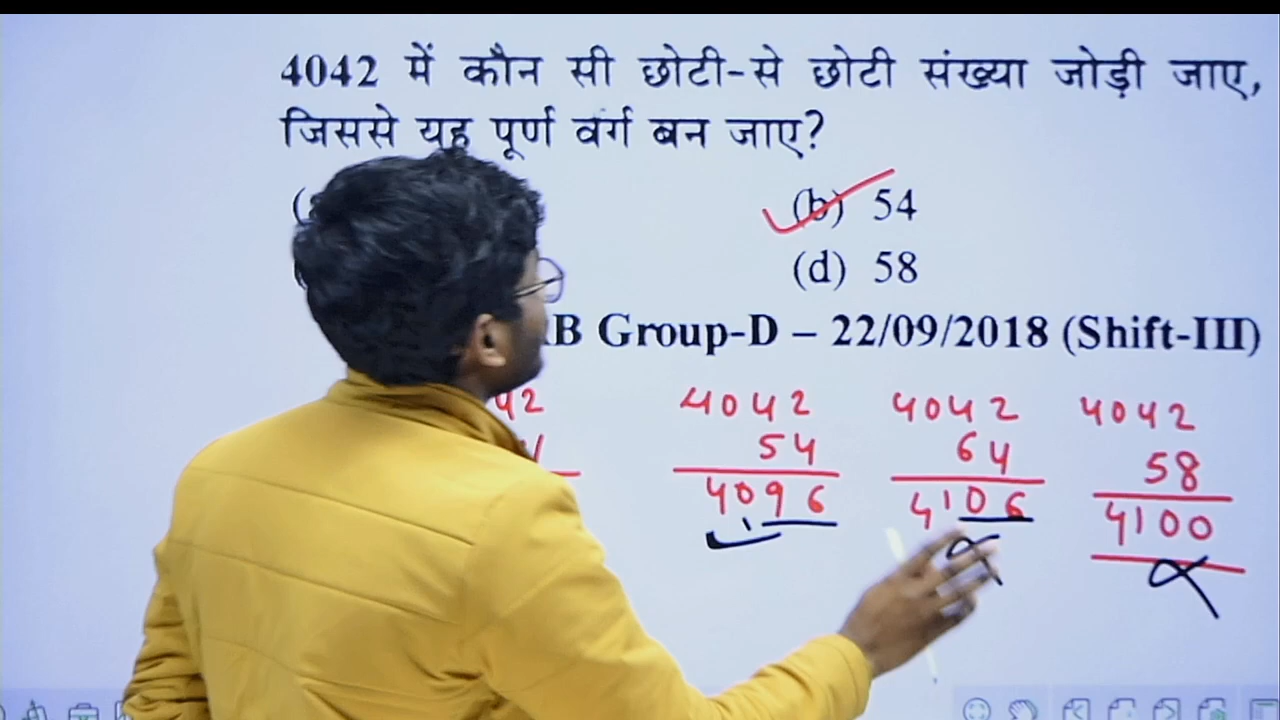 4042 में कौन सी छोटी-से छोटी संख्या जोड़ी जाए,
जिससे यह पूर्ण वर्ग बन जाए?
(b) 54
(d) 58
Group-D – 22/09/2018 (Shift-III)
42 4042 4042 4042
54 64 58
4096 4106 4100